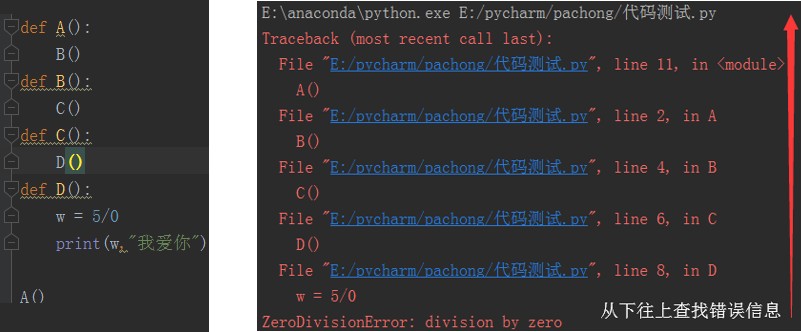 def A():
B()
def B():
C()
def C():
D()
def D():
w = 5/0
print(w,"我爱你")
A()
E:\anaconda\python.exe E:/pycharm/pachong/代码测试.py
Traceback (most recent call last):
File "E:/pycharm/pachong/代码测试.py", line 11, in <module>
A()
File "E:/pycharm/pachong/代码测试.py", line 2, in A
B()
File "E:/pycharm/pachong/代码测试.py", line 4, in B
C()
File "E:/pycharm/pachong/代码测试.py", line 6, in C
D()
File "E:/pycharm/pachong/代码测试.py", line 8, in D
w = 5/0
从下往上查找错误信息
ZeroDivisionError: division by zero